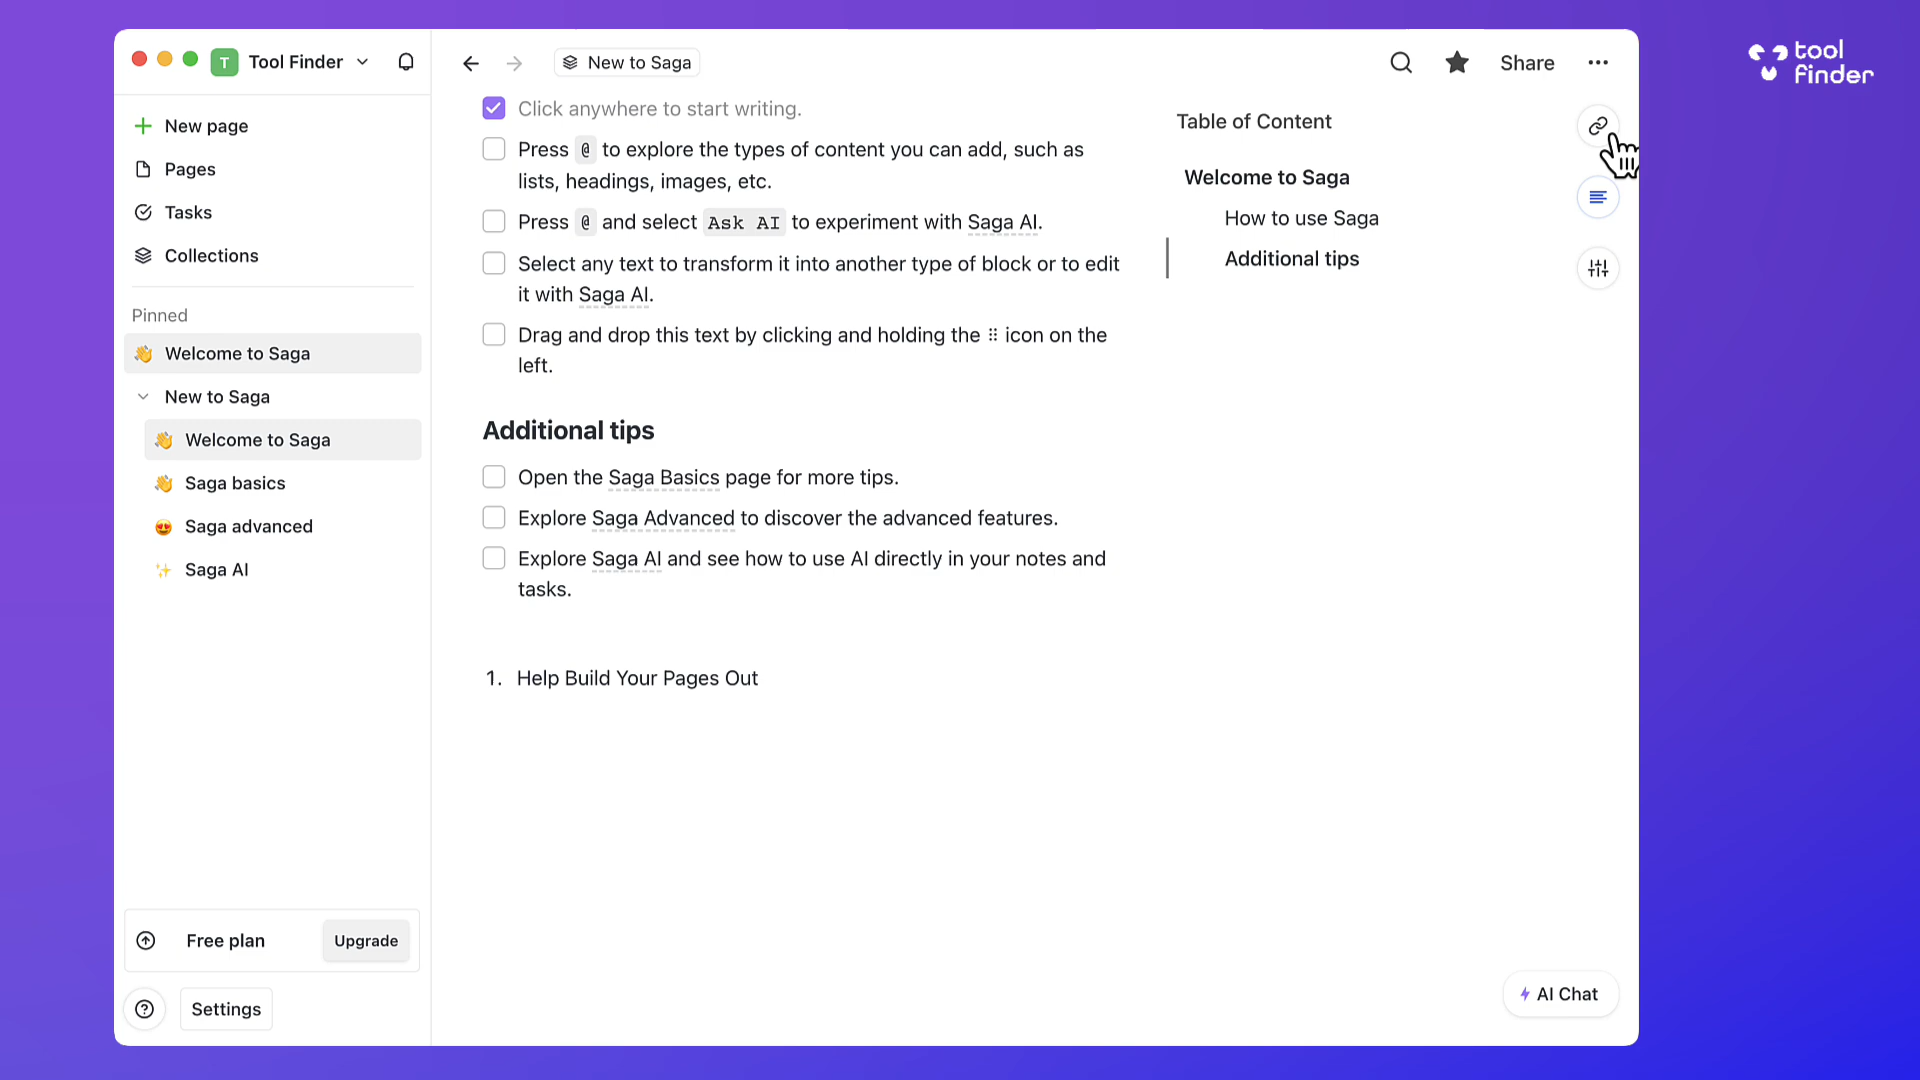 T Tool Finder
New page
Pages
Tasks
Collections
Pinned
Welcome to Saga
New to Saga
Welcome to Saga
Saga basics
Saga advanced
Saga AI
Free plan
Upgrade
Settings
New to Saga
Share
Click anywhere to start writing.
Press @ to explore the types of content you can add, such as
lists, headings, images, etc.
Press @ and select Ask AI to experiment with Saga AI.
Select any text to transform it into another type of block or to edit
it with Saga AI.
Drag and drop this text by clicking and holding the ⠿ icon on the
left.
Additional tips
Open the Saga Basics page for more tips.
Explore Saga Advanced to discover the advanced features.
Explore Saga AI and see how to use AI directly in your notes and
tasks.
1. Help Build Your Pages Out
Table of Content
Welcome to Saga
How to use Saga
Additional tips
AI Chat
tool
finder